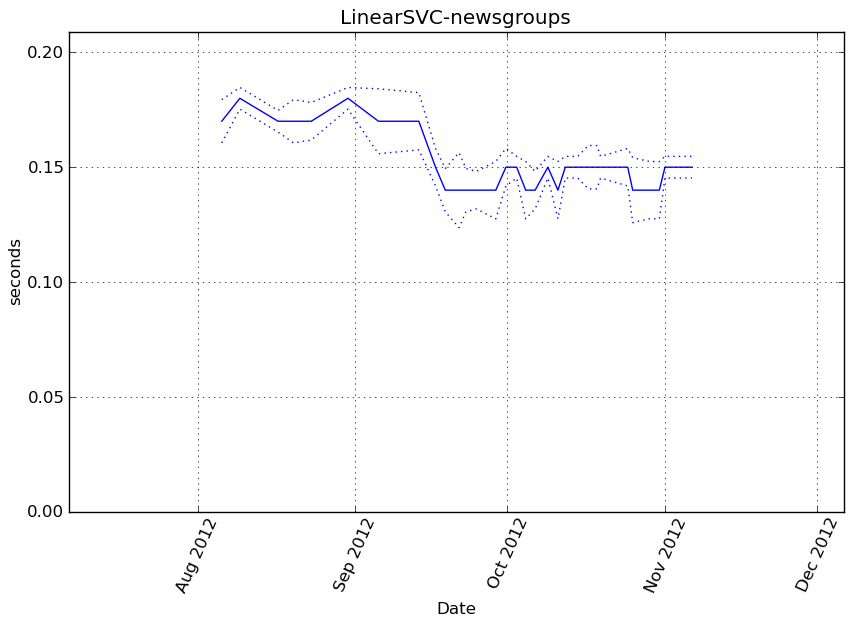 LinearSVC-newsgroups
0.20
0.15
0.10
0.05
0.00
seconds
Aug 2012
Sep 2012
Oct 2012
Nov 2012
Dec 2012
Date